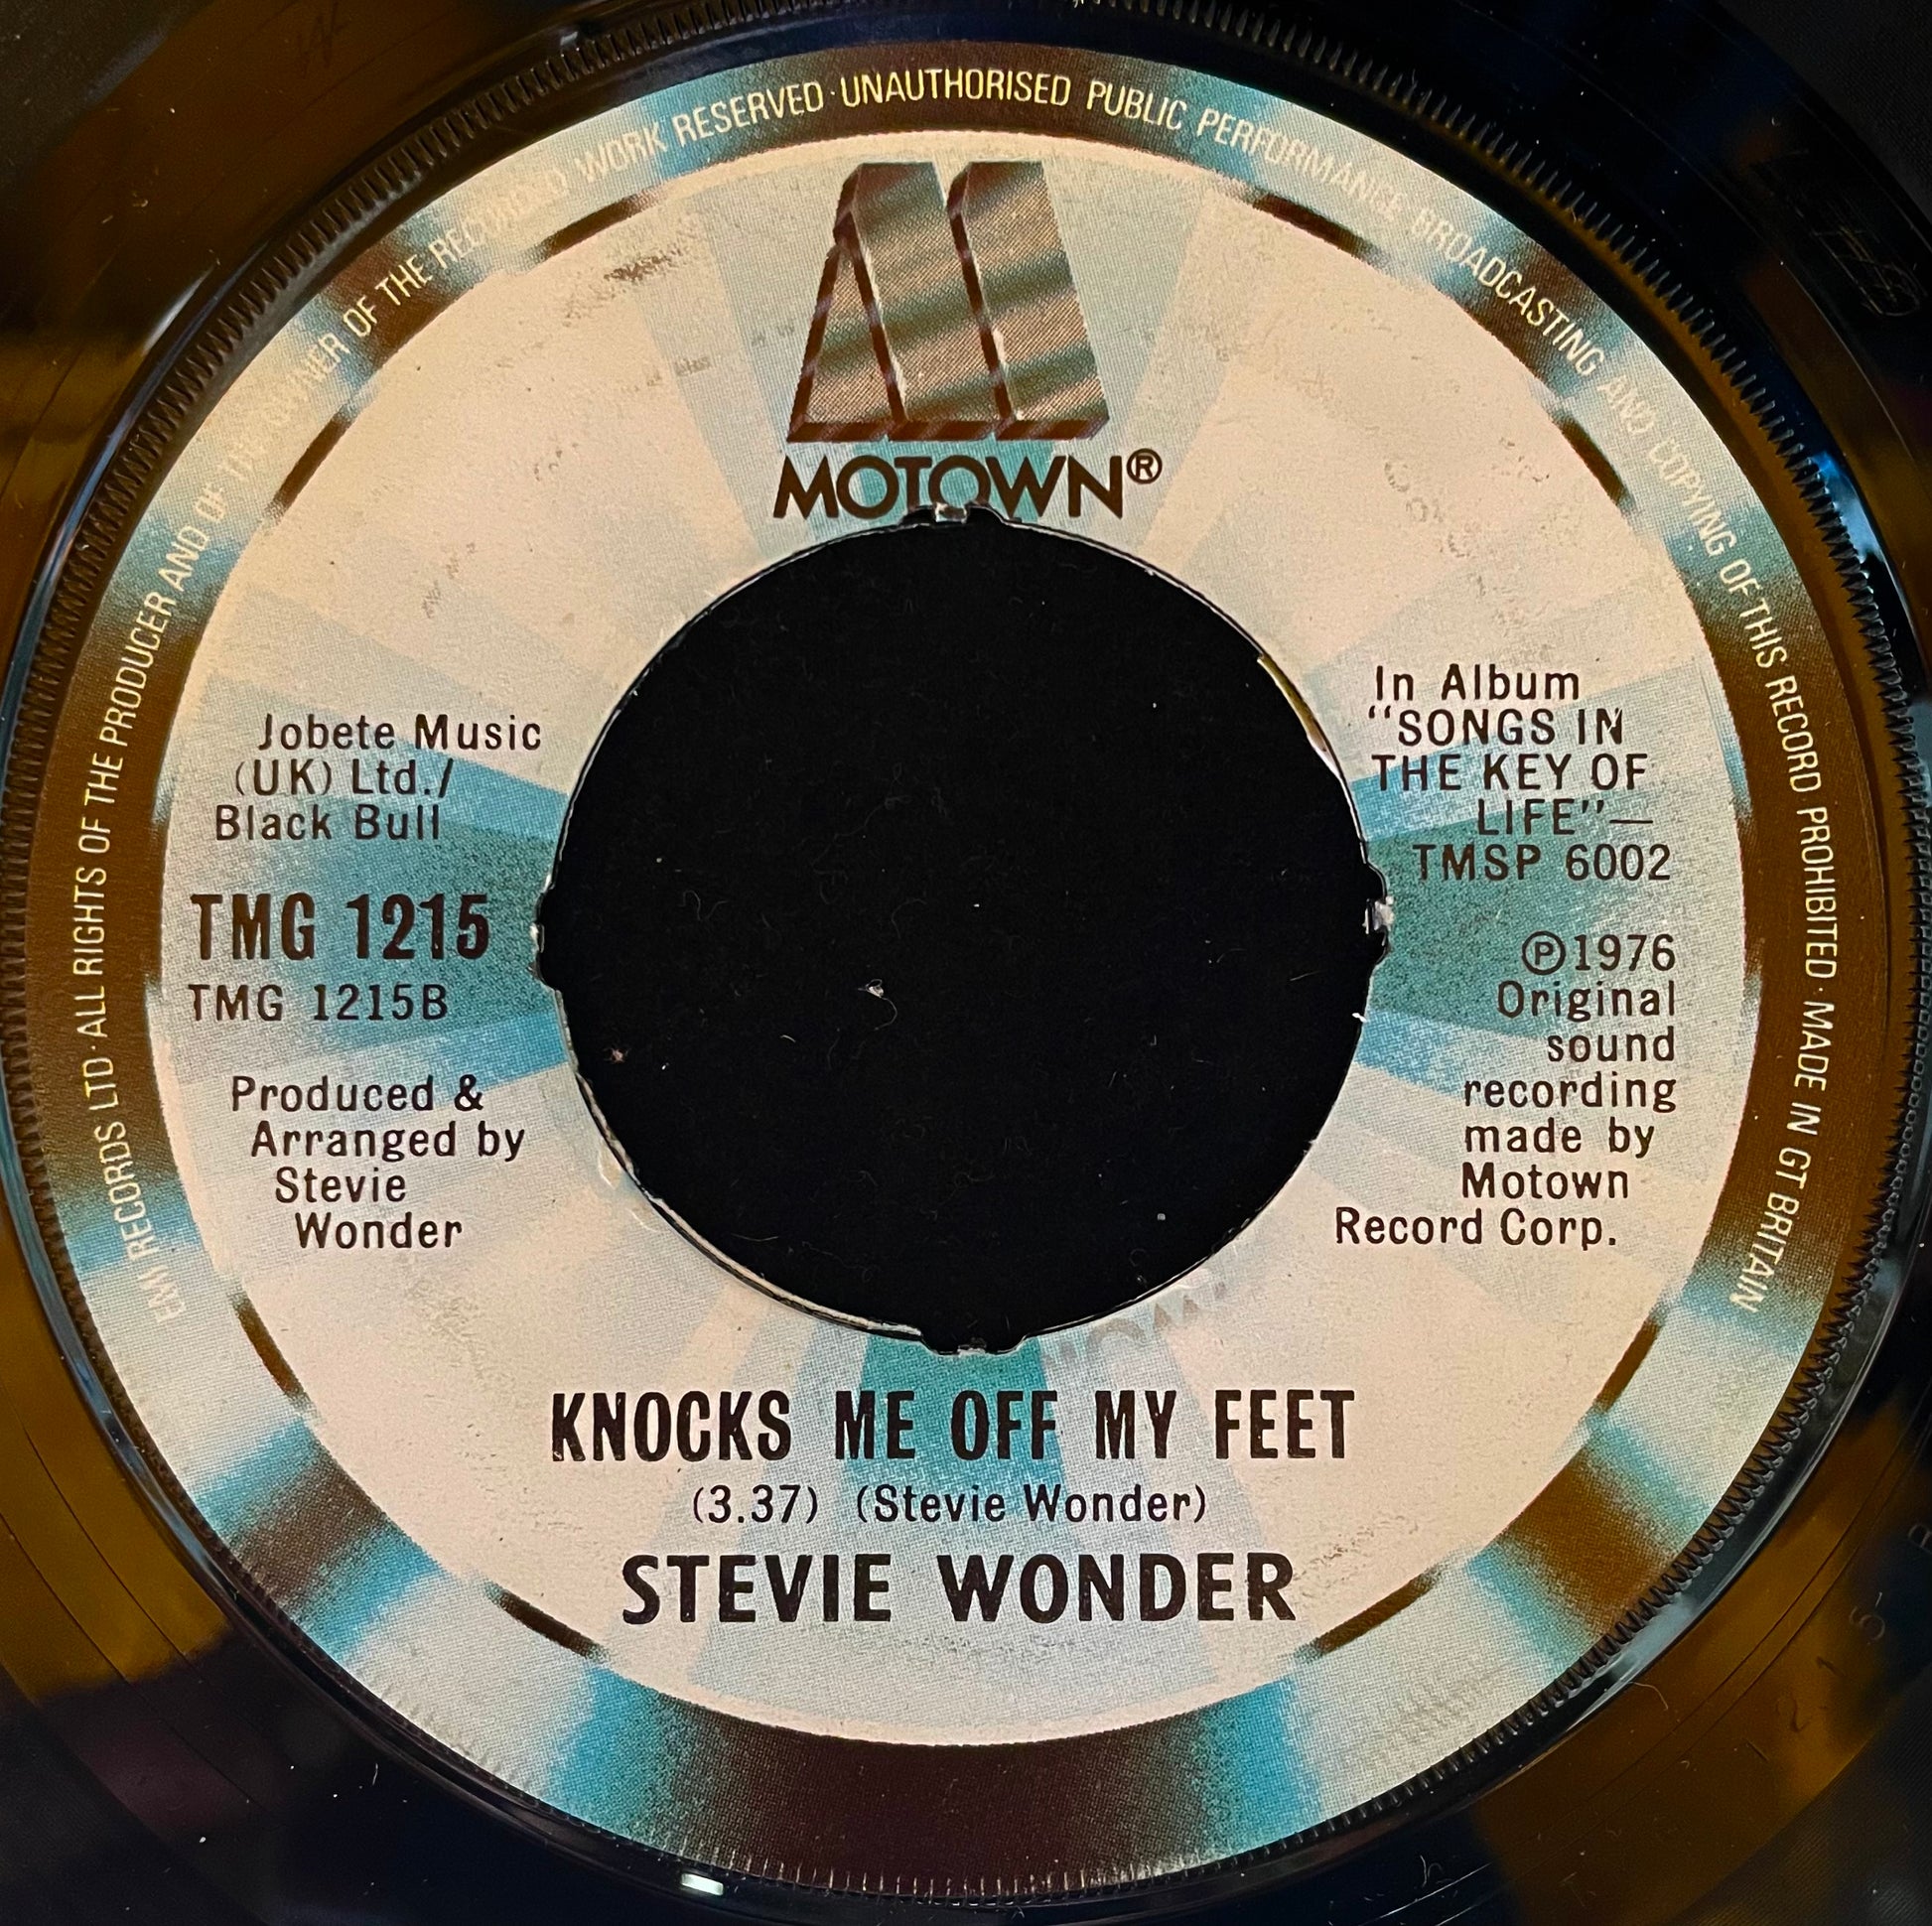 EMI RECORDS LTD · ALL RIGHTS OF THE PRODUCER AND OF THE OWNER OF THE RECORDED WORK RESERVED · UNAUTHORISED PUBLIC PERFORMANCE BROADCASTING AND COPYING OF THIS RECORD PROHIBITED · MADE IN GT BRITAIN
MOTOWN®
Jobete Music
(UK) Ltd./
Black Bull
TMG 1215
TMG 1215B
Produced &
Arranged by
Stevie
Wonder
In Album
"SONGS IN
THE KEY OF
LIFE"—
TMSP 6002
℗1976
Original
sound
recording
made by
Motown
Record Corp.
KNOCKS ME OFF MY FEET
(3.37) (Stevie Wonder)
STEVIE WONDER